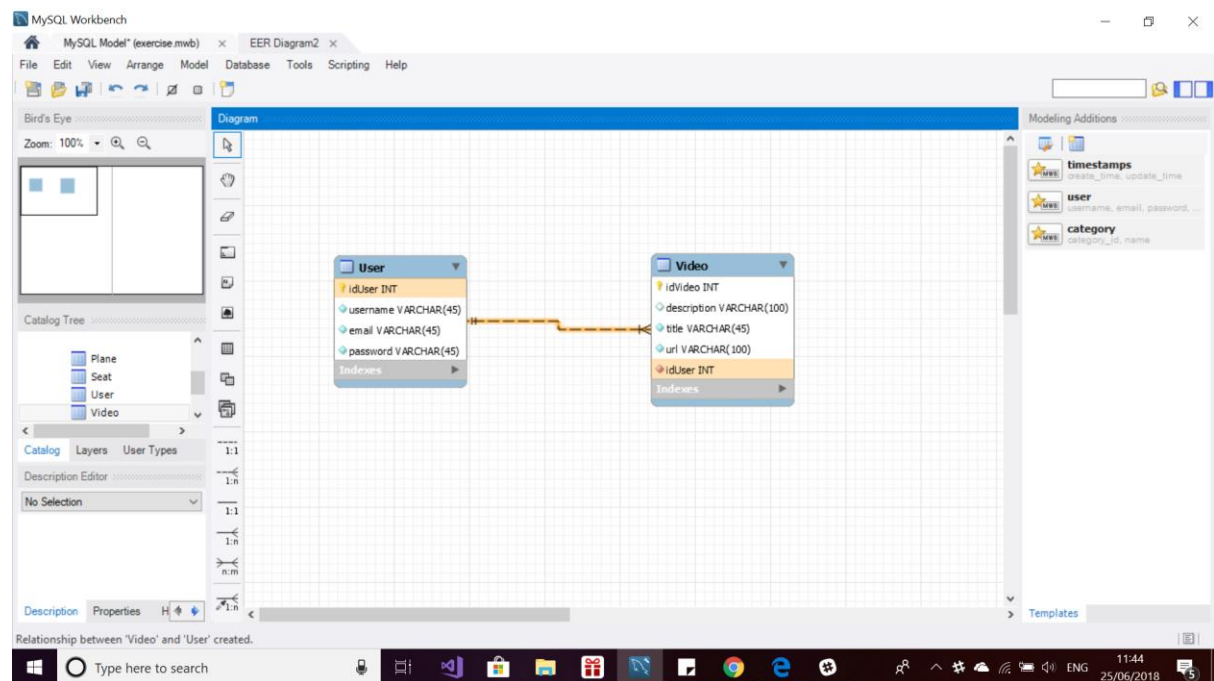 MySQL Workbench
MySQL Model* (exercise.mwb) × EER Diagram2 ×
File Edit View Arrange Model Database Tools Scripting Help
Bird's Eye
Zoom: 100%
Catalog Tree
Plane
Seat
User
Video
Catalog Layers User Types
Description Editor
No Selection
Description Properties H
Diagram
1:1
1:n
1:1
1:n
n:m
1:n
User
idUser INT
username VARCHAR(45)
email VARCHAR(45)
password VARCHAR(45)
Indexes
Video
idVideo INT
description VARCHAR(100)
title VARCHAR(45)
url VARCHAR(100)
idUser INT
Indexes
Modeling Additions
timestamps
create_time, update_time
user
username, email, password, ...
category
category_id, name
Templates
Relationship between 'Video' and 'User' created.
Type here to search
ENG
11:44
25/06/2018
5